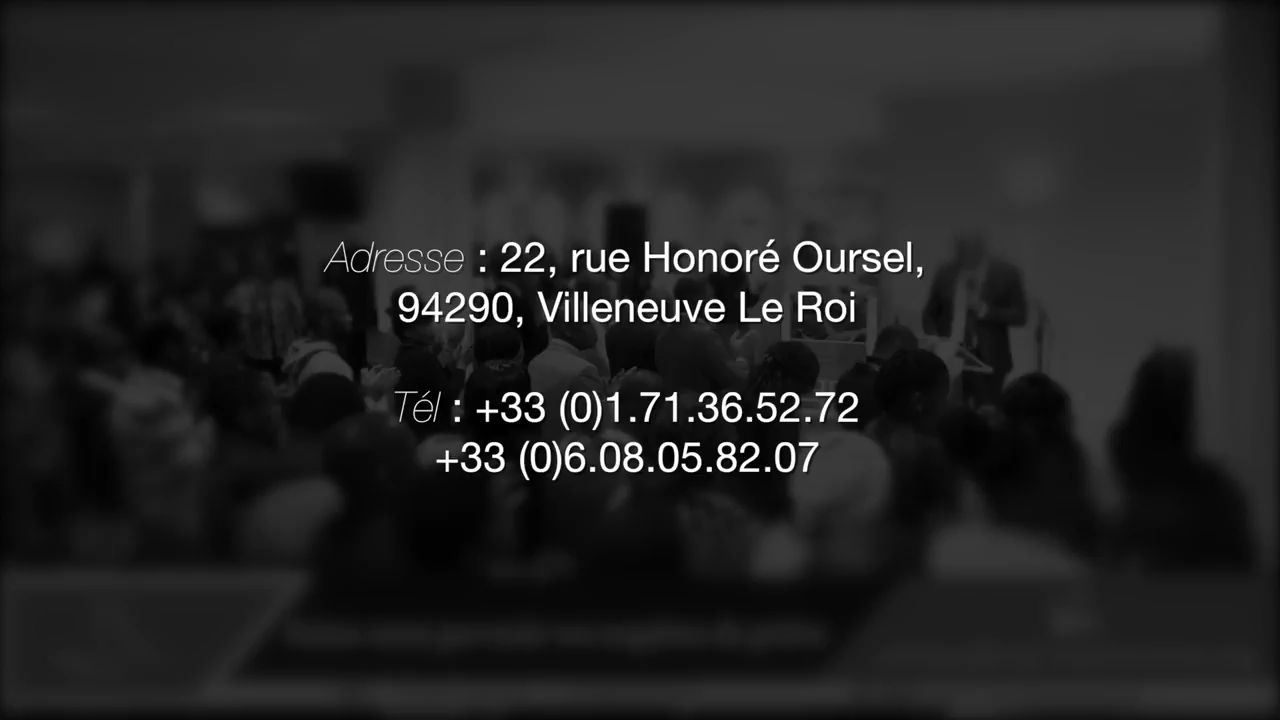 Adresse : 22, rue Honoré Oursel,
94290, Villeneuve Le Roi
Tél : +33 (0)1.71.36.52.72
+33 (0)6.08.05.82.07